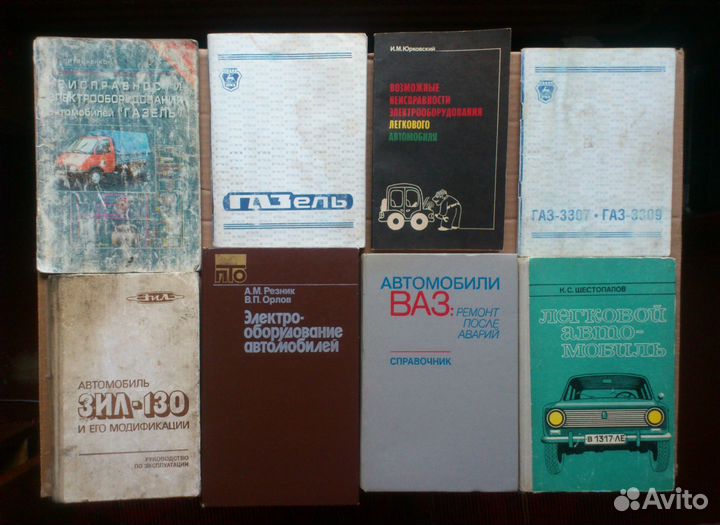 НЕИСПРАВНОСТИ
ЭЛЕКТРООБОРУДОВАНИЯ
АВТОМОБИЛЕЙ "ГАЗЕЛЬ"
ГАЗель
И.М.Юрковский
ВОЗМОЖНЫЕ
НЕИСПРАВНОСТИ
ЭЛЕКТРООБОРУДОВАНИЯ
ЛЕГКОВОГО
АВТОМОБИЛЯ
ГАЗ-3307 • ГАЗ-3309
ЗИЛ
АВТОМОБИЛЬ
ЗИЛ-130
И ЕГО МОДИФИКАЦИИ
РУКОВОДСТВО
ПО ЭКСПЛУАТАЦИИ
ПТО
А.М.Резник
В.П.Орлов
Электро-
оборудование
автомобилей
АВТОМОБИЛИ
ВАЗ:
РЕМОНТ
ПОСЛЕ
АВАРИЙ
СПРАВОЧНИК
К.С.ШЕСТОПАЛОВ
ЛЕГКОВОЙ
АВТО-
МОБИЛЬ
В 1317 ЛЕ
Avito